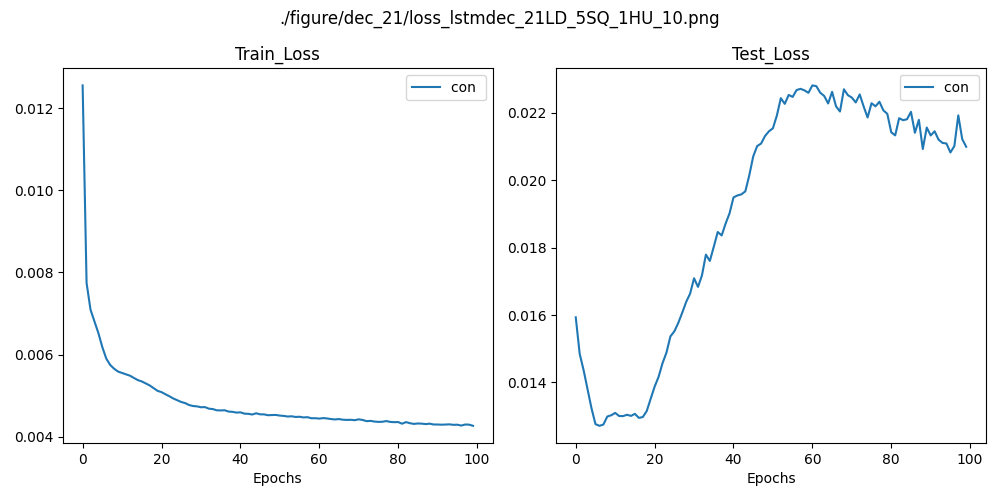 ./figure/dec_21/loss_lstmdec_21LD_5SQ_1HU_10.png
Train_Loss
con
0.012
0.010
0.008
0.006
0.004
0 20 40 60 80 100
Epochs
Test_Loss
con
0.022
0.020
0.018
0.016
0.014
0 20 40 60 80 100
Epochs